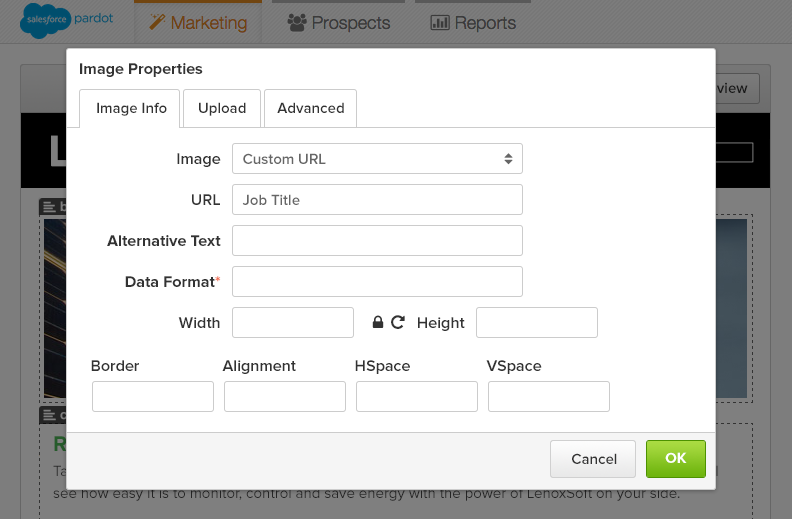 salesforce pardot
Marketing
Prospects
Reports
Image Properties
view
Image Info
Upload
Advanced
Image
Custom URL
URL
Job Title
Alternative Text
Data Format*
Width
Height
Border
Alignment
HSpace
VSpace
Cancel
OK
see how easy it is to monitor, control and save energy with the power of LenoxSoft on your side.